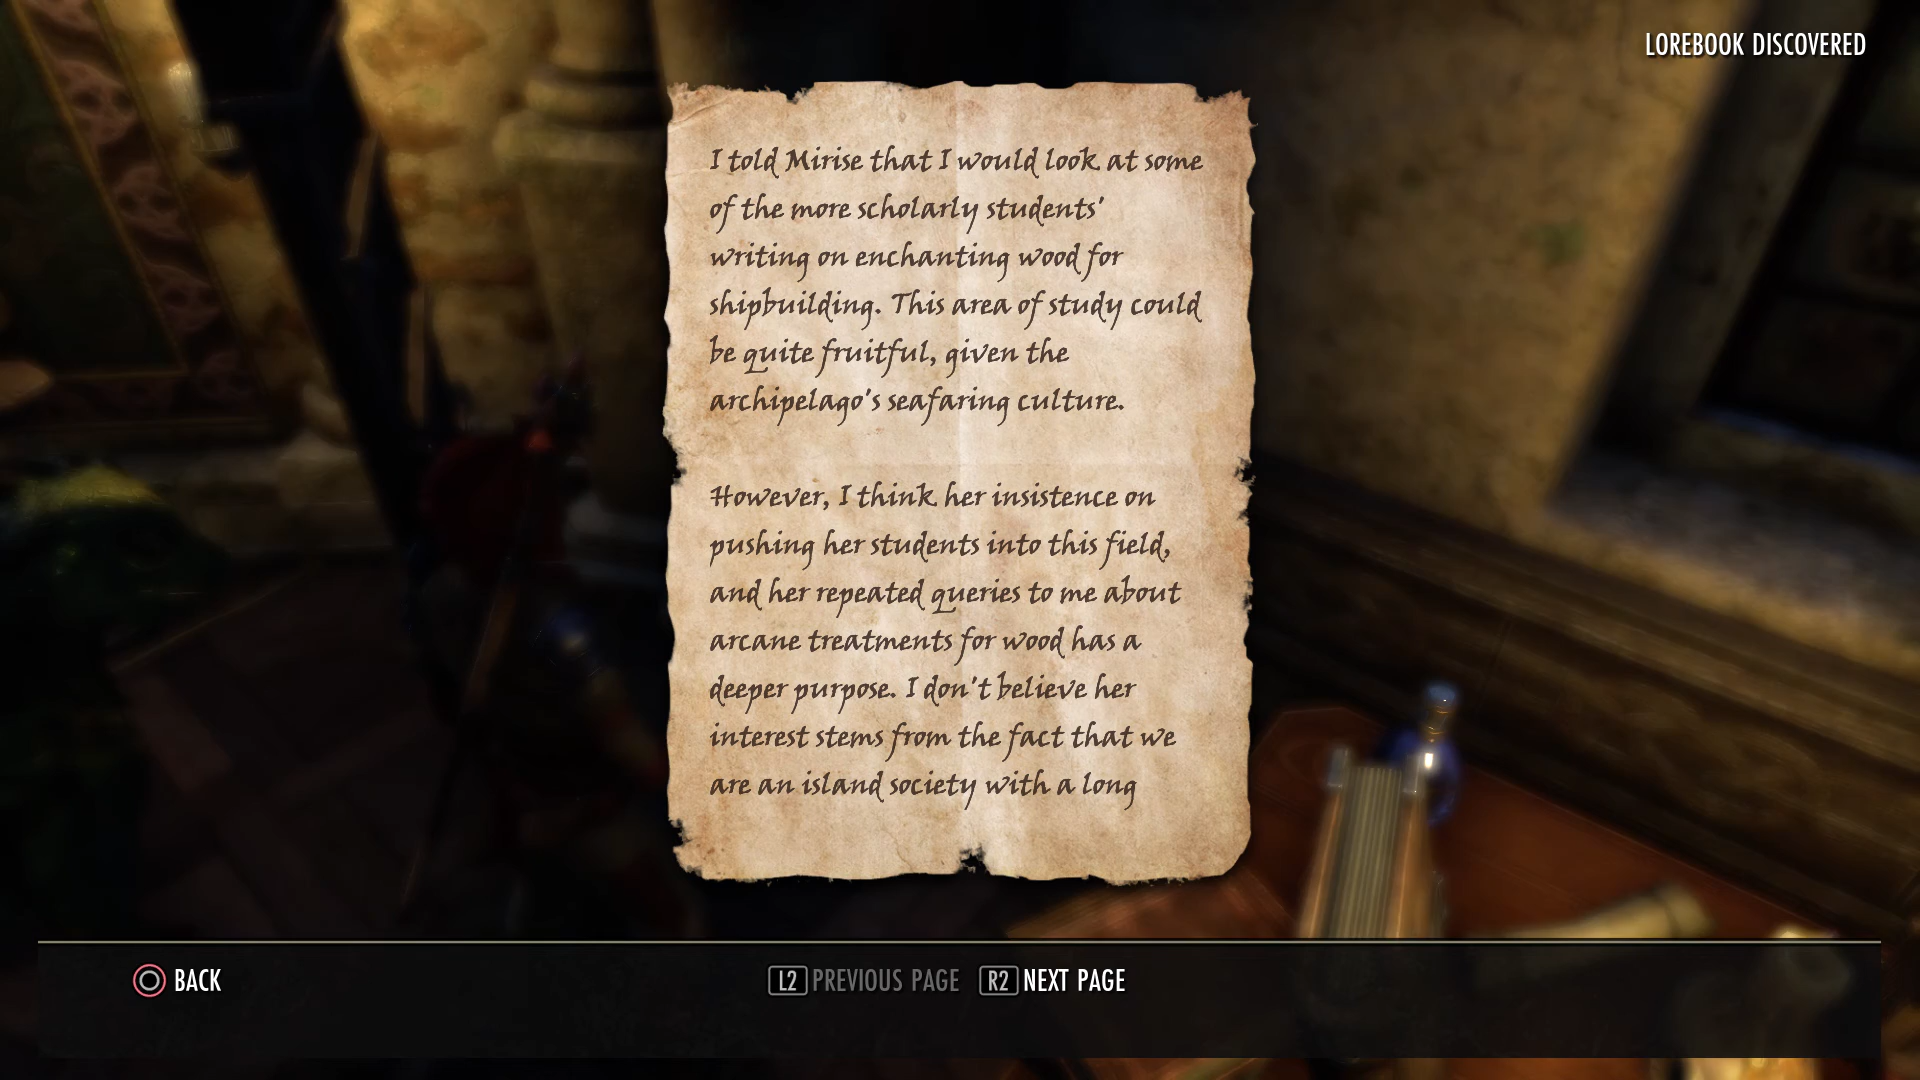 LOREBOOK DISCOVERED
I told Mirise that I would look at some
of the more scholarly students'
writing on enchanting wood for
shipbuilding. This area of study could
be quite fruitful, given the
archipelago's seafaring culture.
However, I think her insistence on
pushing her students into this field,
and her repeated queries to me about
arcane treatments for wood has a
deeper purpose. I don't believe her
interest stems from the fact that we
are an island society with a long
BACK
L2 PREVIOUS PAGE R2 NEXT PAGE